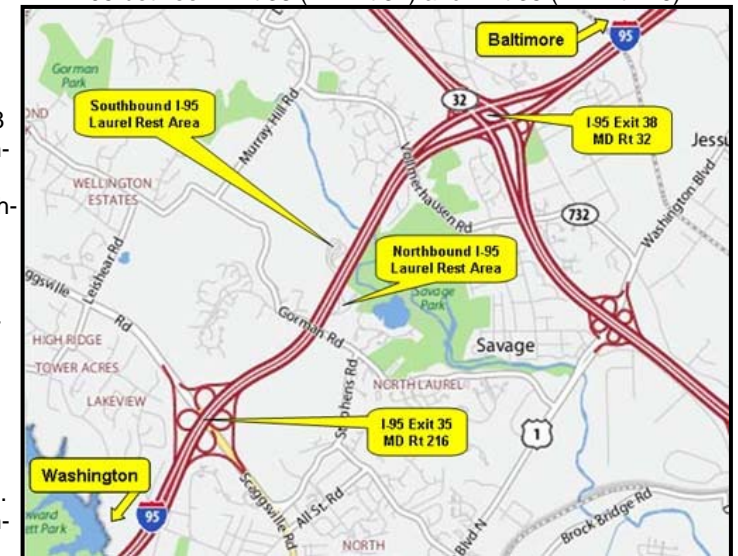 Baltimore
95
Gorman
Park
Southbound I-95
Laurel Rest Area
32
I-95 Exit 38
MD Rt 32
Murray Hill Rd
Vollmerhausen Rd
Washington Blvd
WELLINGTON
ESTATES
732
Leishear Rd
Northbound I-95
Laurel Rest Area
Savage
Park
Rd
Gorman Rd
HIGH RIDGE
TOWER ACRES
Savage
LAKEVIEW
NORTH LAUREL
I-95 Exit 35
MD Rt 216
1
Washington
95
Scaggsville Rd
All St. Rd
Park
NORTH
Blvd N
Brock Bridge Rd